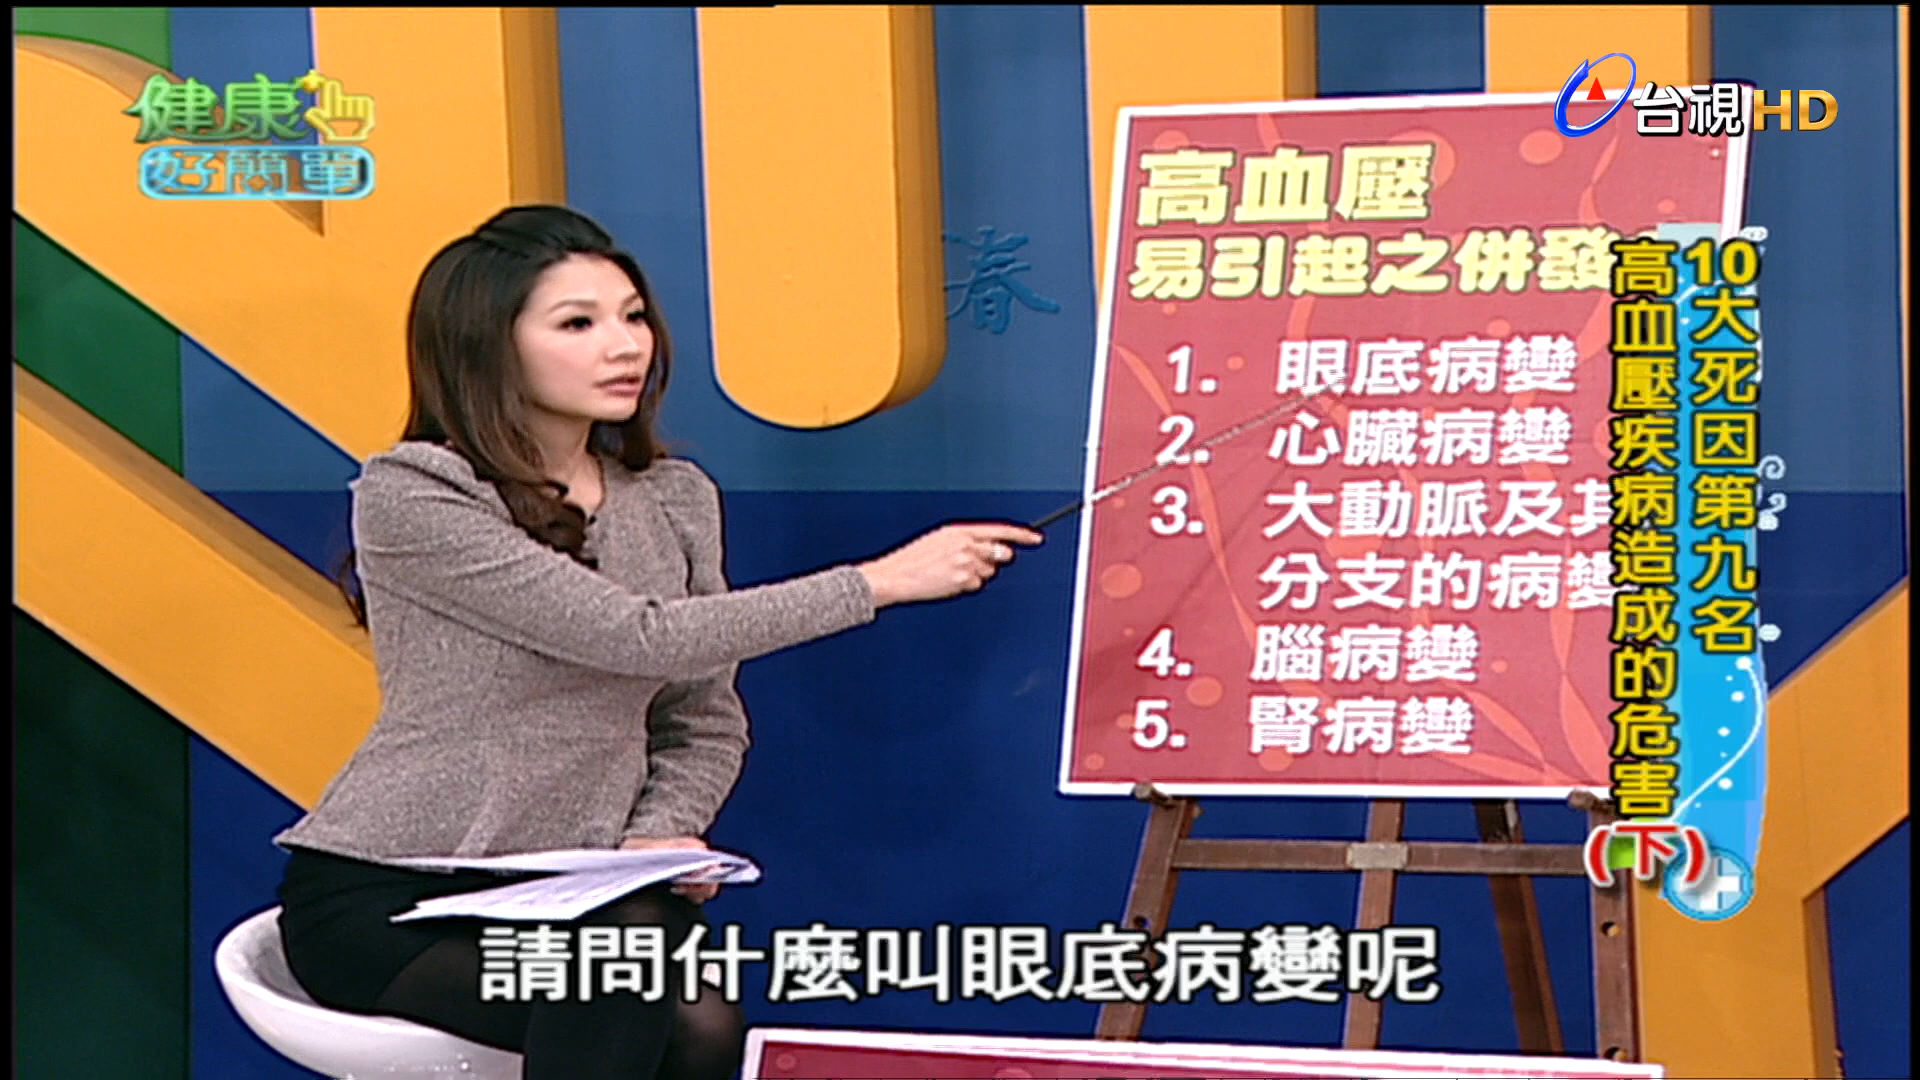 健康
好簡單
台視HD
春
高血壓
易引起之併發
1. 眼底病變
2. 心臟病變
3. 大動脈及其
分支的病變
4. 腦病變
5. 腎病變
10大死因第九名
高血壓疾病造成的危害
(下)
請問什麼叫眼底病變呢